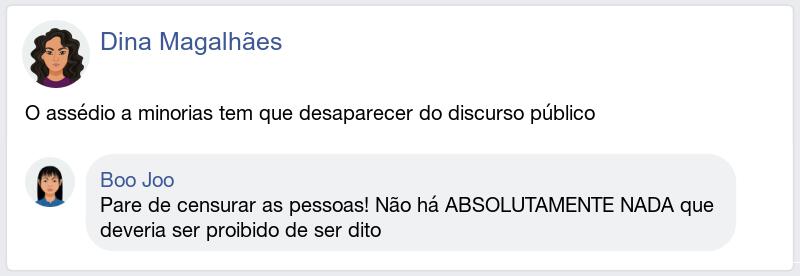 Dina Magalhães
O assédio a minorias tem que desaparecer do discurso público
Boo Joo
Pare de censurar as pessoas! Não há ABSOLUTAMENTE NADA que
deveria ser proibido de ser dito